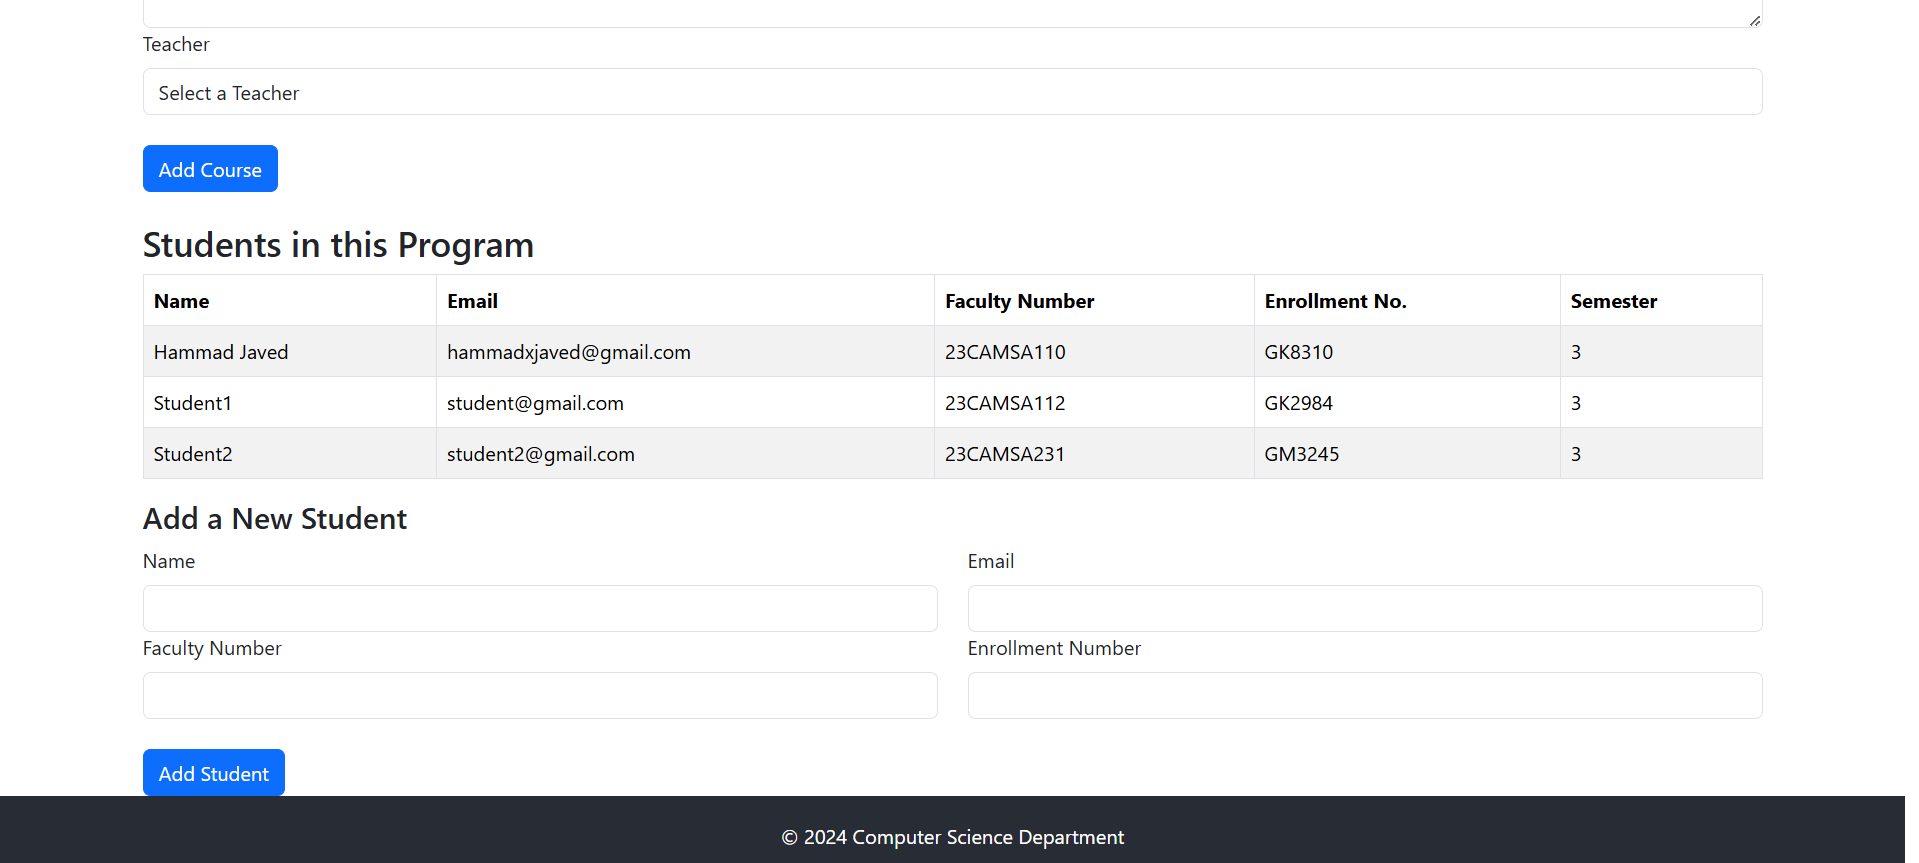 Teacher
Select a Teacher
Add Course
Students in this Program
Name Email Faculty Number Enrollment No. Semester
Hammad Javed hammadxjaved@gmail.com 23CAMSA110 GK8310 3
Student1 student@gmail.com 23CAMSA112 GK2984 3
Student2 student2@gmail.com 23CAMSA231 GM3245 3
Add a New Student
Name Email
Faculty Number Enrollment Number
Add Student
© 2024 Computer Science Department